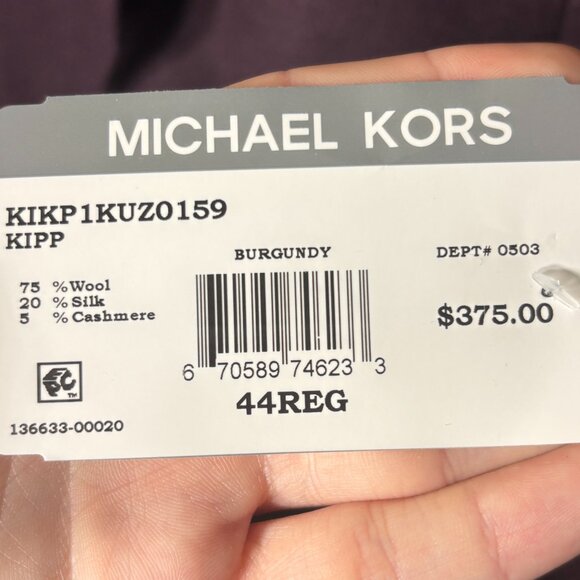 MICHAEL KORS
KIKP1KUZ0159
KIPP
BURGUNDY
DEPT# 0503
75 %Wool
20 %Silk
5 %Cashmere
$375.00
6 70589 74623 3
44REG
TM
136633-00020